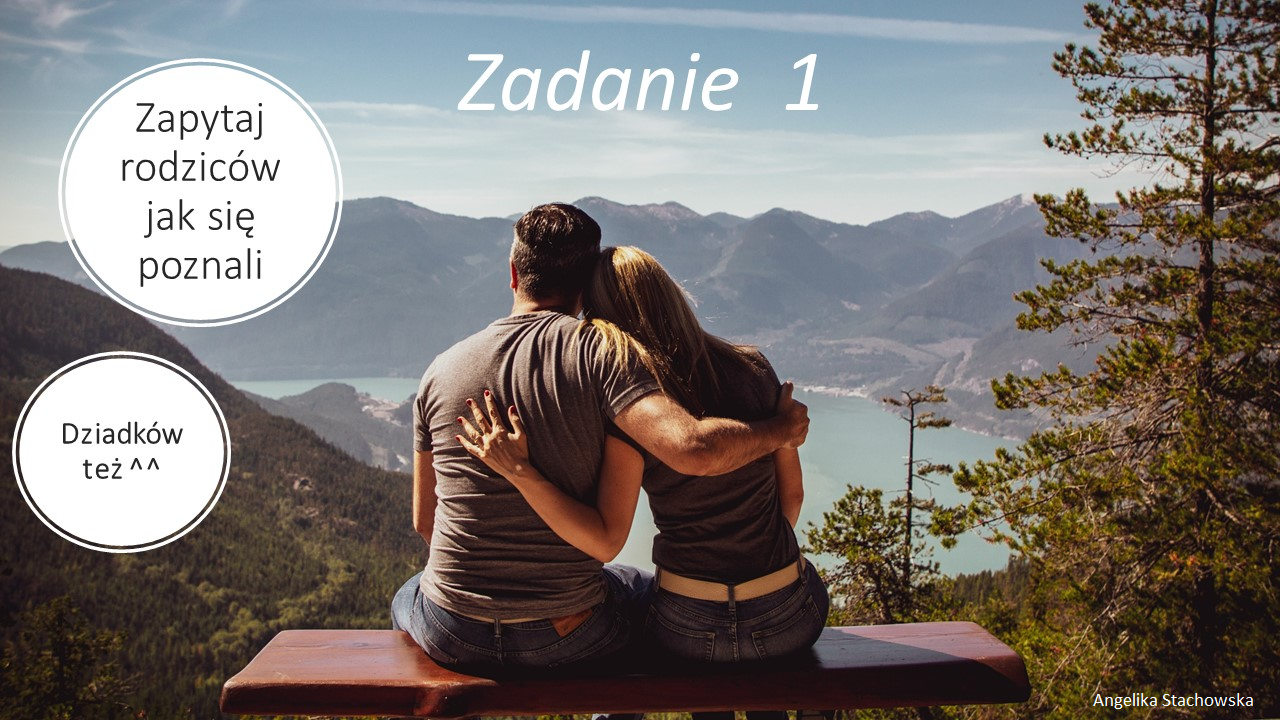 Zadanie 1
Zapytaj
rodziców
jak się
poznali
Dziadków
też ^^
Angelika Stachowska